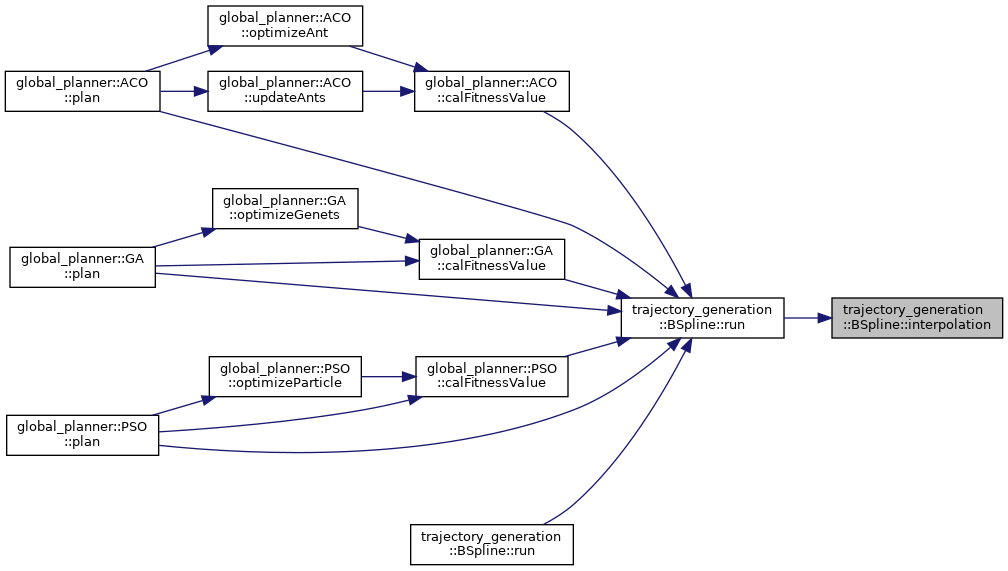 global_planner::ACO
::optimizeAnt
global_planner::ACO
::plan
global_planner::ACO
::updateAnts
global_planner::ACO
::calFitnessValue
global_planner::GA
::optimizeGenets
global_planner::GA
::plan
global_planner::GA
::calFitnessValue
trajectory_generation
::BSpline::run
trajectory_generation
::BSpline::interpolation
global_planner::PSO
::optimizeParticle
global_planner::PSO
::calFitnessValue
global_planner::PSO
::plan
trajectory_generation
::BSpline::run